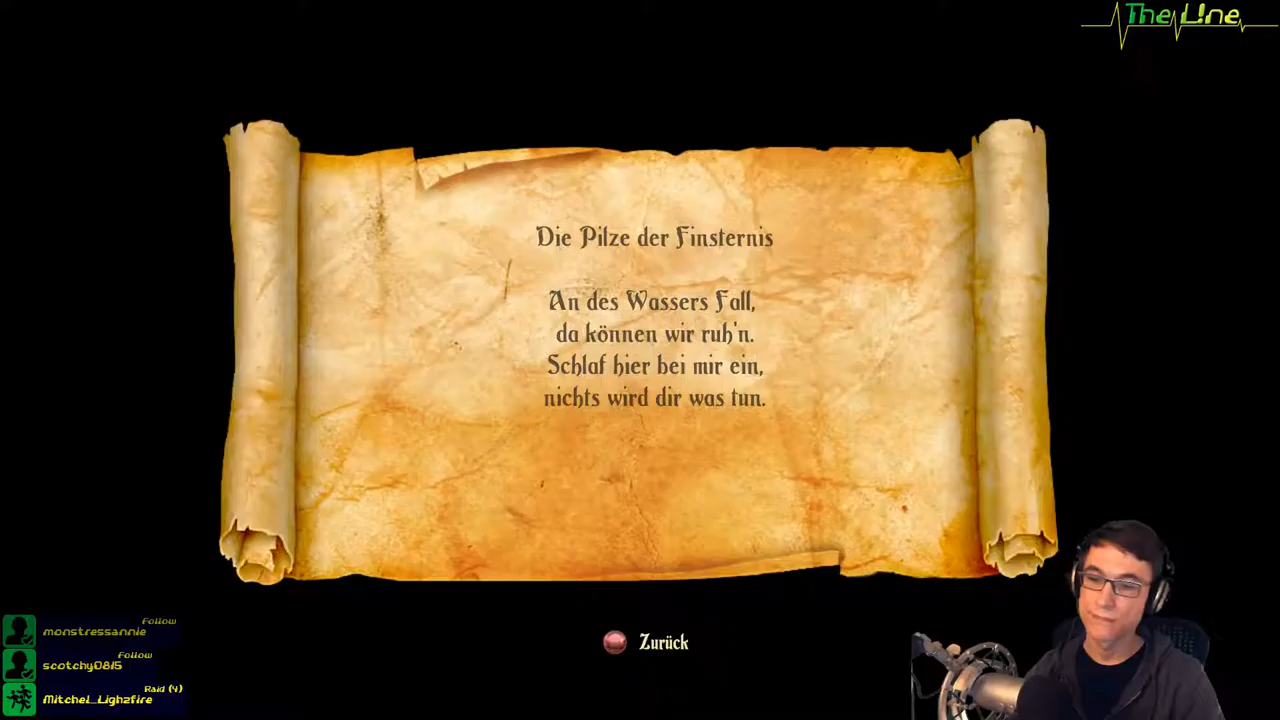 The L!ne
Die Pilze der Finsternis
An des Wassers Fall,
da können wir ruh'n.
Schlaf hier bei mir ein,
nichts wird dir was tun.
Zurück
Follow
monstressannie
Follow
scotchy0815
Raid (4)
Mitchel_Lighzfire